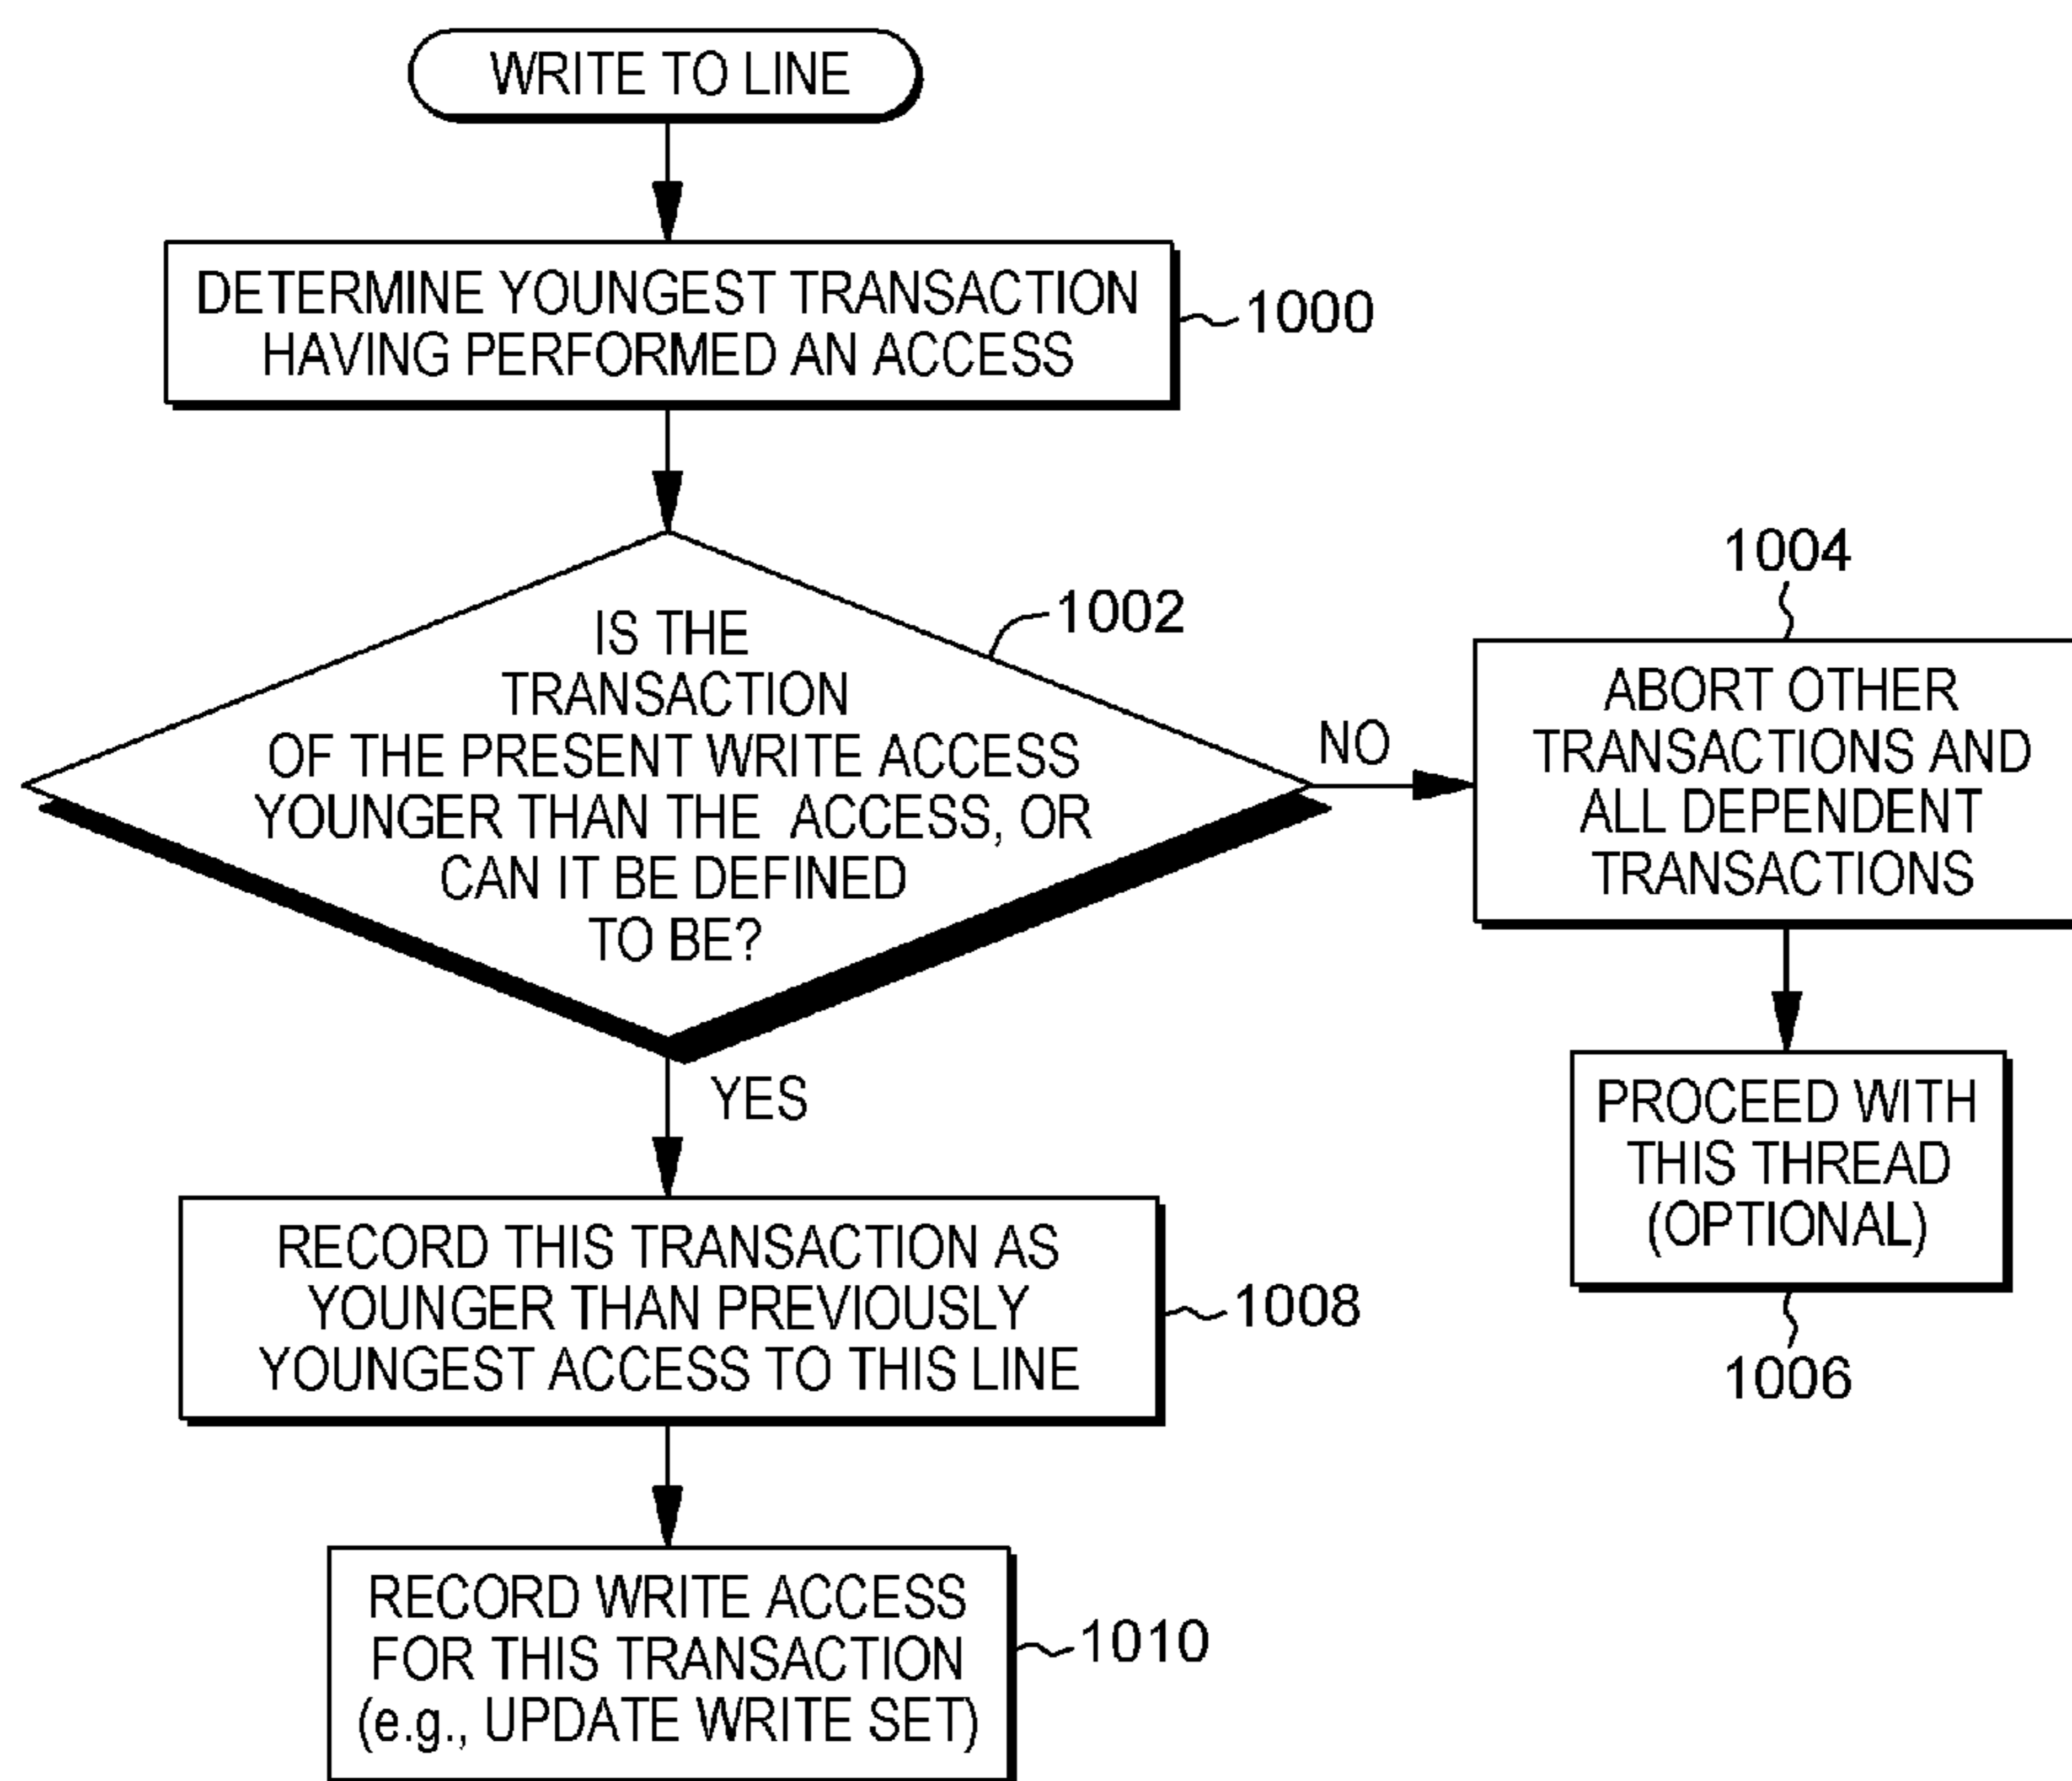 WRITE TO LINE
DETERMINE YOUNGEST TRANSACTION
HAVING PERFORMED AN ACCESS
1000
IS THE
TRANSACTION
OF THE PRESENT WRITE ACCESS
YOUNGER THAN THE ACCESS, OR
CAN IT BE DEFINED
TO BE?
1002
NO
1004
ABORT OTHER
TRANSACTIONS AND
ALL DEPENDENT
TRANSACTIONS
PROCEED WITH
THIS THREAD
(OPTIONAL)
1006
YES
RECORD THIS TRANSACTION AS
YOUNGER THAN PREVIOUSLY
YOUNGEST ACCESS TO THIS LINE
1008
RECORD WRITE ACCESS
FOR THIS TRANSACTION
(e.g., UPDATE WRITE SET)
1010